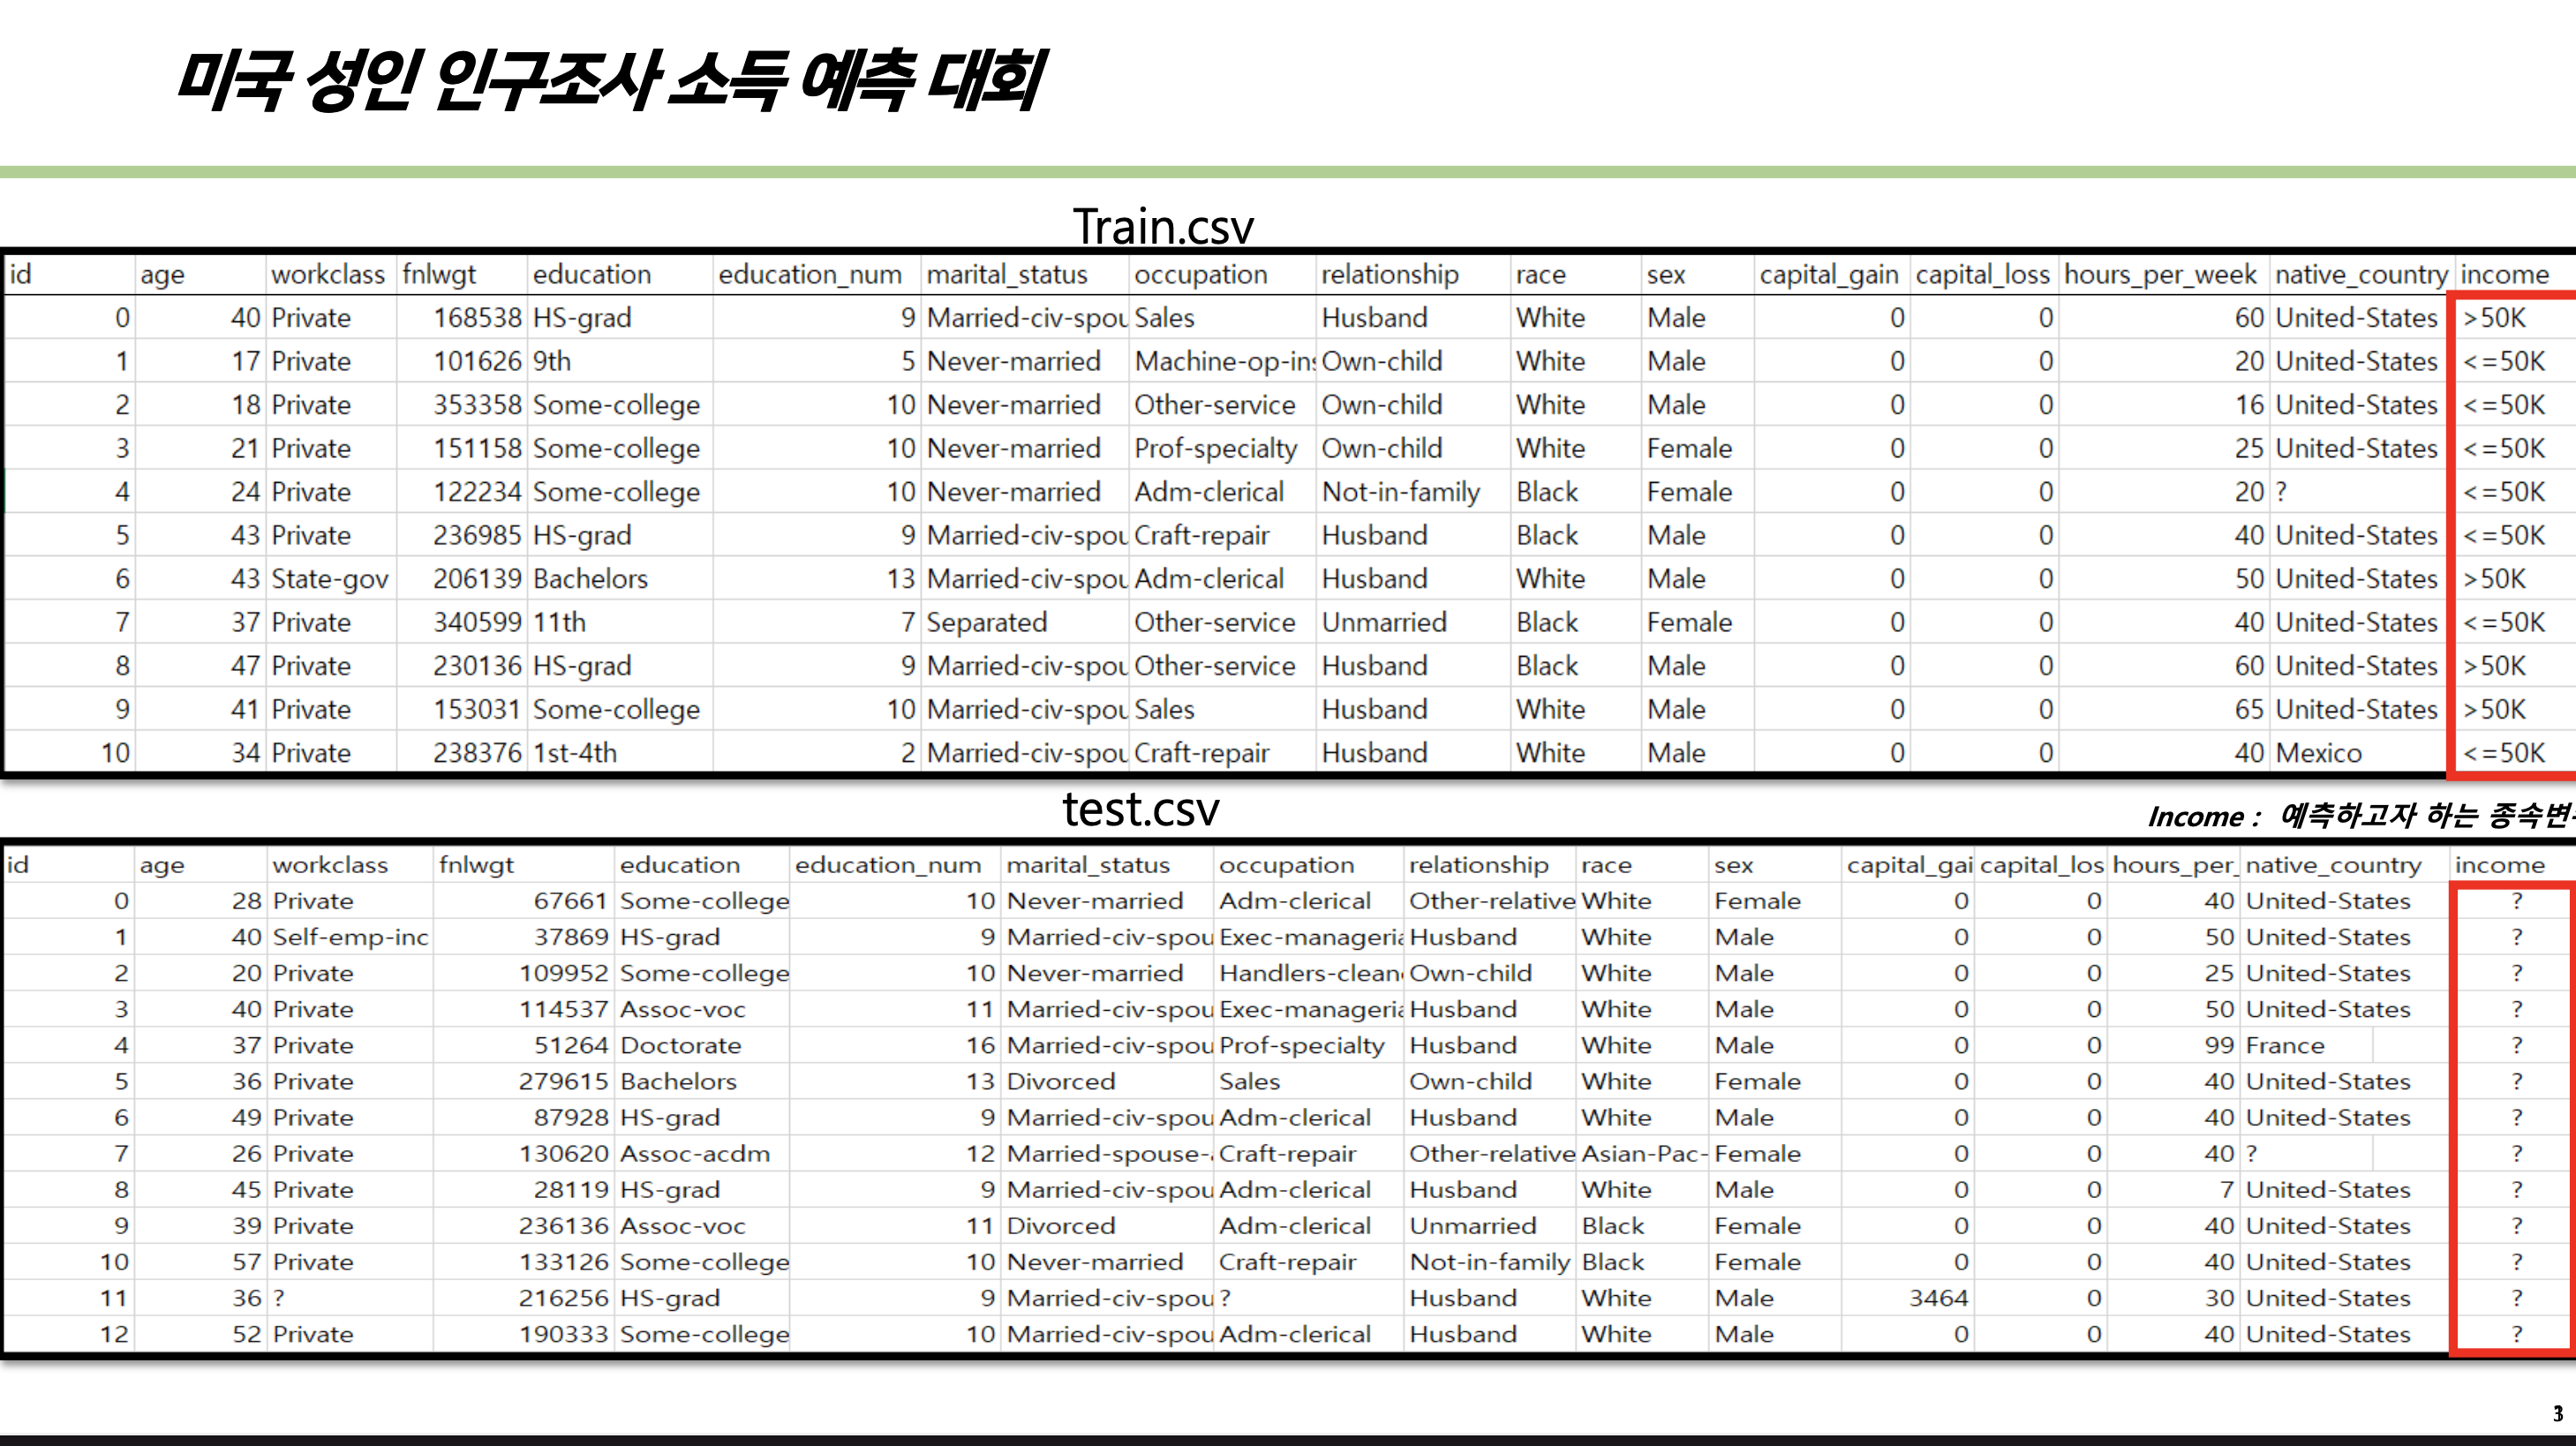 미국 성인 인구조사 소득 예측 대회
Train.csv
id age workclass fnlwgt education education_num marital_status occupation relationship race sex capital_gain capital_loss hours_per_week native_country income
0 40 Private 168538 HS-grad 9 Married-civ-spou Sales Husband White Male 0 0 60 United-States >50K
1 17 Private 101626 9th 5 Never-married Machine-op-ins Own-child White Male 0 0 20 United-States <=50K
2 18 Private 353358 Some-college 10 Never-married Other-service Own-child White Male 0 0 16 United-States <=50K
3 21 Private 151158 Some-college 10 Never-married Prof-specialty Own-child White Female 0 0 25 United-States <=50K
4 24 Private 122234 Some-college 10 Never-married Adm-clerical Not-in-family Black Female 0 0 20 ? <=50K
5 43 Private 236985 HS-grad 9 Married-civ-spou Craft-repair Husband Black Male 0 0 40 United-States <=50K
6 43 State-gov 206139 Bachelors 13 Married-civ-spou Adm-clerical Husband White Male 0 0 50 United-States >50K
7 37 Private 340599 11th 7 Separated Other-service Unmarried Black Female 0 0 40 United-States <=50K
8 47 Private 230136 HS-grad 9 Married-civ-spou Other-service Husband Black Male 0 0 60 United-States >50K
9 41 Private 153031 Some-college 10 Married-civ-spou Sales Husband White Male 0 0 65 United-States >50K
10 34 Private 238376 1st-4th 2 Married-civ-spou Craft-repair Husband White Male 0 0 40 Mexico <=50K
test.csv
Income : 예측하고자 하는 종속변
id age workclass fnlwgt education education_num marital_status occupation relationship race sex capital_gai capital_los hours_per_ native_country income
0 28 Private 67661 Some-college 10 Never-married Adm-clerical Other-relative White Female 0 0 40 United-States ?
1 40 Self-emp-inc 37869 HS-grad 9 Married-civ-spou Exec-manageria Husband White Male 0 0 50 United-States ?
2 20 Private 109952 Some-college 10 Never-married Handlers-clean Own-child White Male 0 0 25 United-States ?
3 40 Private 114537 Assoc-voc 11 Married-civ-spou Exec-manageria Husband White Male 0 0 50 United-States ?
4 37 Private 51264 Doctorate 16 Married-civ-spou Prof-specialty Husband White Male 0 0 99 France ?
5 36 Private 279615 Bachelors 13 Divorced Sales Own-child White Female 0 0 40 United-States ?
6 49 Private 87928 HS-grad 9 Married-civ-spou Adm-clerical Husband White Male 0 0 40 United-States ?
7 26 Private 130620 Assoc-acdm 12 Married-spouse- Craft-repair Other-relative Asian-Pac- Female 0 0 40 ? ?
8 45 Private 28119 HS-grad 9 Married-civ-spou Adm-clerical Husband White Male 0 0 7 United-States ?
9 39 Private 236136 Assoc-voc 11 Divorced Adm-clerical Unmarried Black Female 0 0 40 United-States ?
10 57 Private 133126 Some-college 10 Never-married Craft-repair Not-in-family Black Female 0 0 40 United-States ?
11 36 ? 216256 HS-grad 9 Married-civ-spou ? Husband White Male 3464 0 30 United-States ?
12 52 Private 190333 Some-college 10 Married-civ-spou Adm-clerical Husband White Male 0 0 40 United-States ?